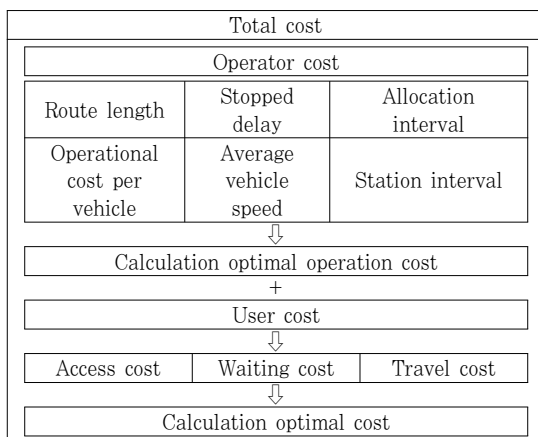 Total cost
Operator cost
Route length
Stopped
delay
Allocation
interval
Operational
cost per
vehicle
Average
vehicle
speed
Station interval
⇩
Calculation optimal operation cost
+
User cost
⇩
Access cost
Waiting cost
Travel cost
⇩
Calculation optimal cost